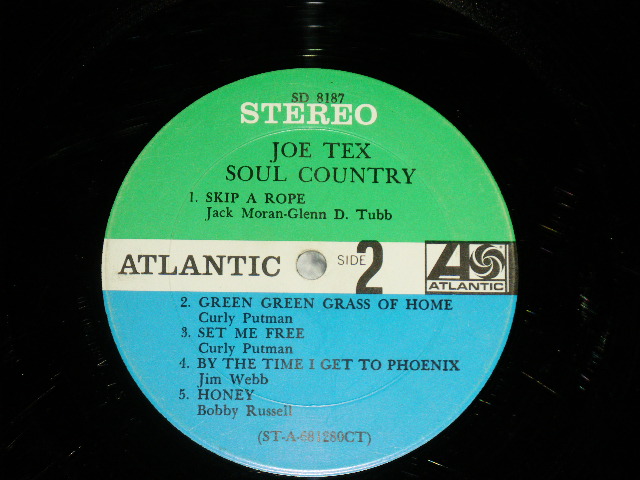 SD 8187
STEREO
JOE TEX
SOUL COUNTRY
1. SKIP A ROPE
Jack Moran-Glenn D. Tubb
ATLANTIC
SIDE 2
ATLANTIC
2. GREEN GREEN GRASS OF HOME
Curly Putman
3. SET ME FREE
Curly Putman
4. BY THE TIME I GET TO PHOENIX
Jim Webb
5. HONEY
Bobby Russell
(ST-A-681280CT)